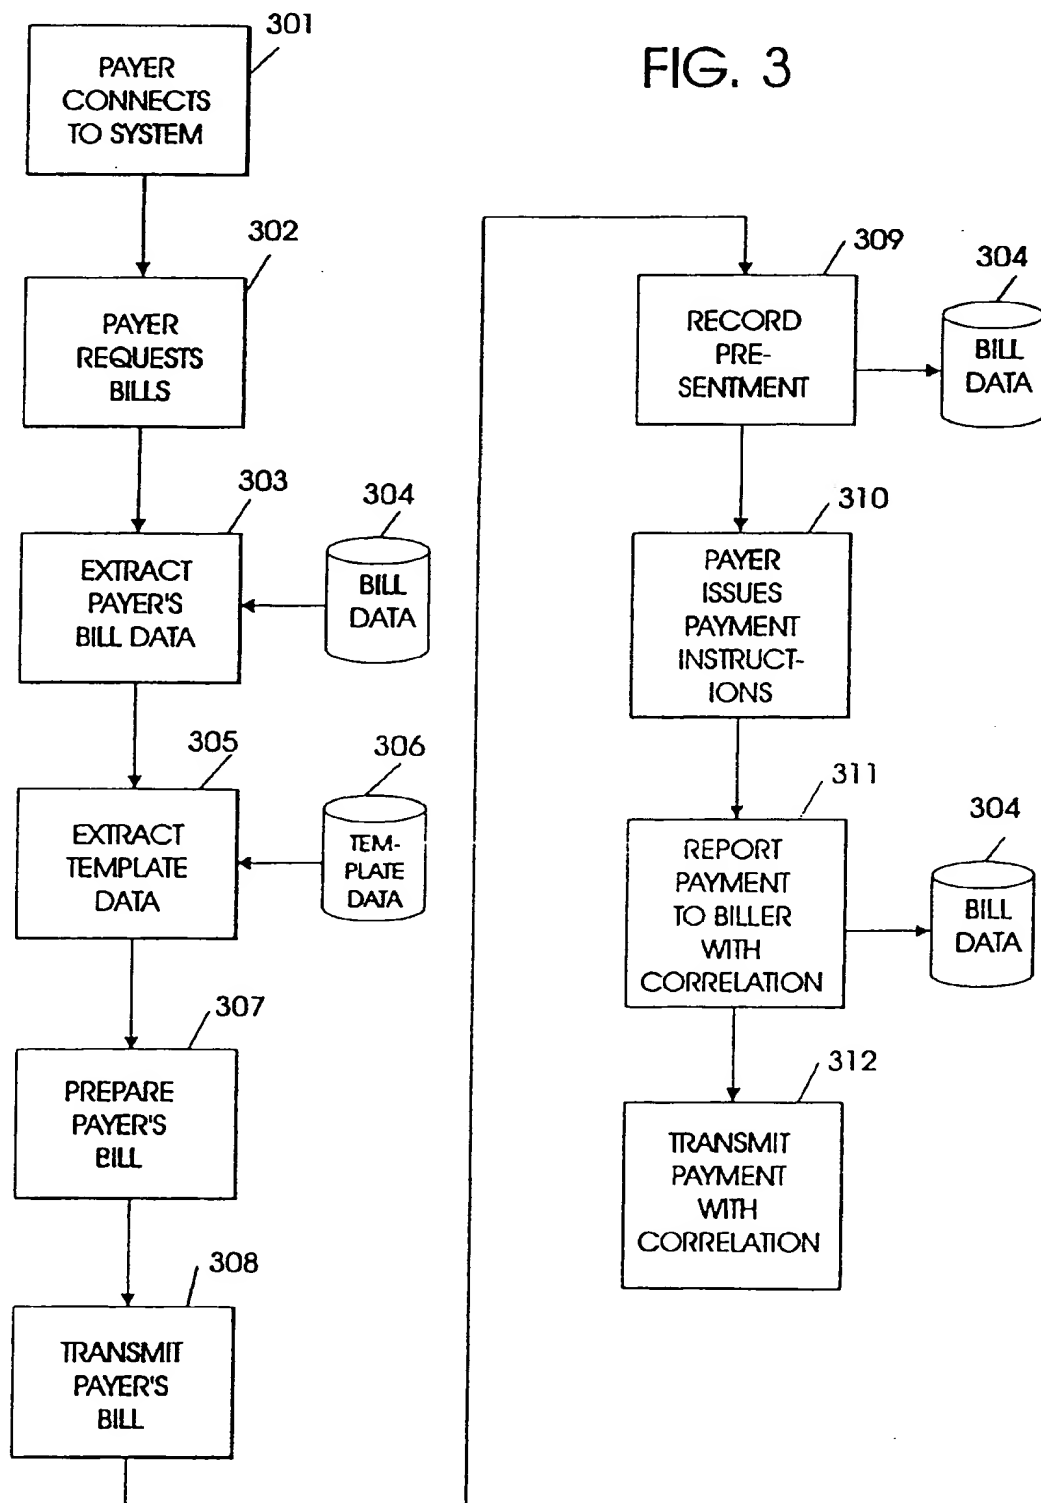 FIG. 3
301
PAYER
CONNECTS
TO SYSTEM
302
PAYER
REQUESTS
BILLS
303
EXTRACT
PAYER'S
BILL DATA
304
BILL
DATA
305
EXTRACT
TEMPLATE
DATA
306
TEM-
PLATE
DATA
307
PREPARE
PAYER'S
BILL
308
TRANSMIT
PAYER'S
BILL
309
RECORD
PRE-
SENTMENT
304
BILL
DATA
310
PAYER
ISSUES
PAYMENT
INSTRUCT-
IONS
311
REPORT
PAYMENT
TO BILLER
WITH
CORRELATION
304
BILL
DATA
312
TRANSMIT
PAYMENT
WITH
CORRELATION